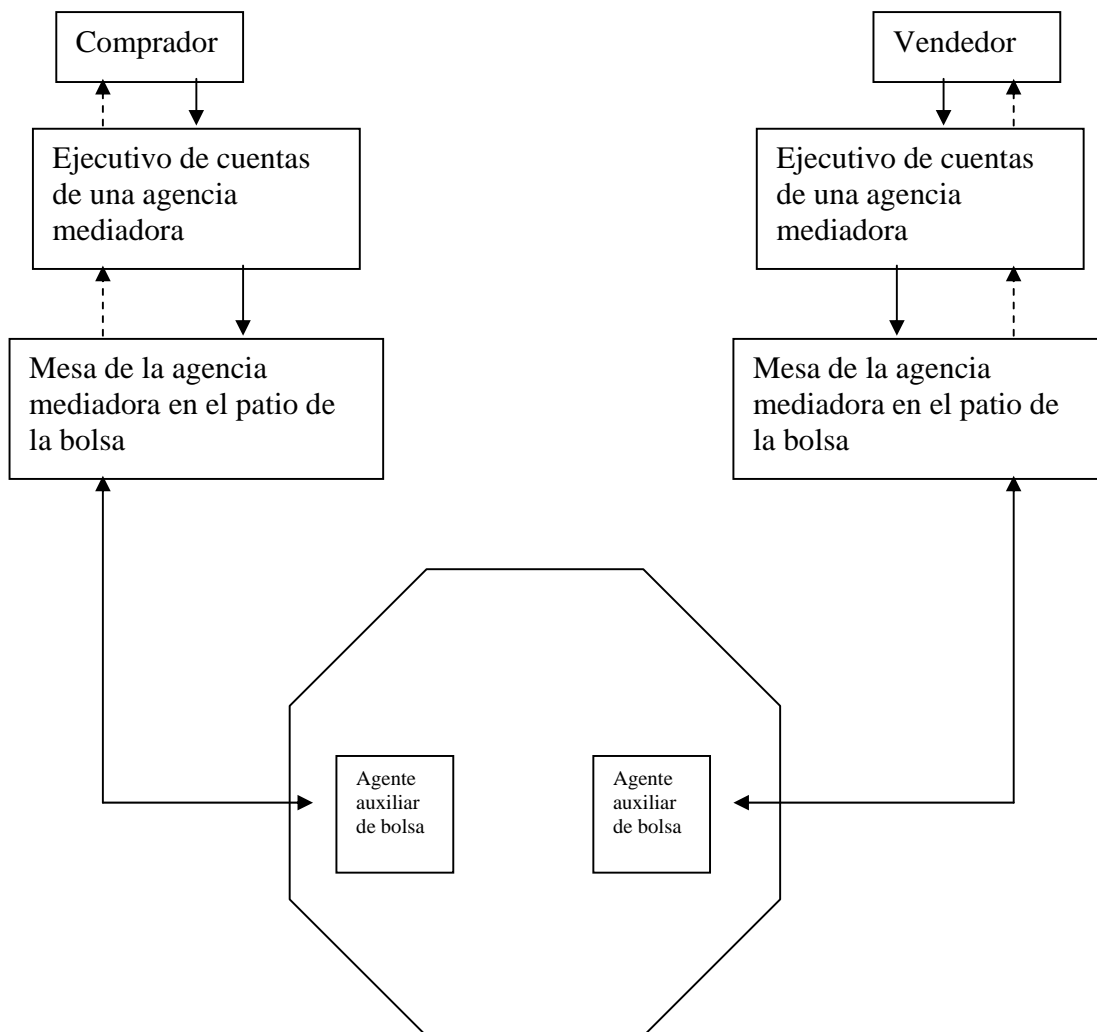 Comprador
Vendedor
Ejecutivo de cuentas
de una agencia
mediadora
Ejecutivo de cuentas
de una agencia
mediadora
Mesa de la agencia
mediadora en el patio de
la bolsa
Mesa de la agencia
mediadora en el patio de
la bolsa
Agente
auxiliar
de bolsa
Agente
auxiliar
de bolsa